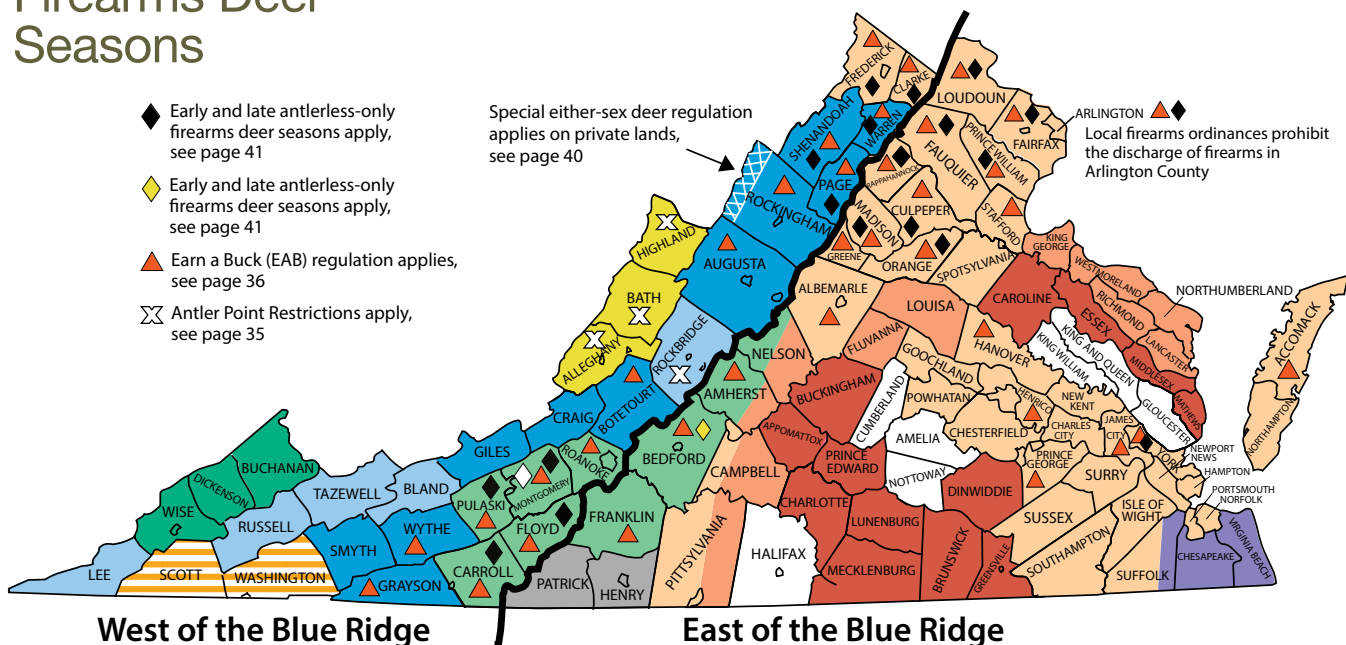 Firearms Deer
Seasons
Early and late antlerless-only
firearms deer seasons apply,
see page 41
Early and late antlerless-only
firearms deer seasons apply,
see page 41
Earn a Buck (EAB) regulation applies,
see page 36
Antler Point Restrictions apply,
see page 35
Special either-sex deer regulation
applies on private lands,
see page 40
ARLINGTON
Local firearms ordinances prohibit
the discharge of firearms in
Arlington County
FREDERICK
CLARKE
LOUDOUN
SHENANDOAH
WARREN
FAUQUIER
PRINCE WILLIAM
FAIRFAX
PAGE
RAPPAHANNOCK
ROCKINGHAM
MADISON
CULPEPER
STAFFORD
HIGHLAND
AUGUSTA
GREENE
ORANGE
SPOTSYLVANIA
KING
GEORGE
WESTMORELAND
NORTHUMBERLAND
RICHMOND
LANCASTER
BATH
ALBEMARLE
LOUISA
CAROLINE
ESSEX
ACCOMACK
ALLEGHANY
ROCKBRIDGE
NELSON
FLUVANNA
GOOCHLAND
HANOVER
KING WILLIAM
KING AND QUEEN
MIDDLESEX
MATHEWS
GLOUCESTER
NORTHAMPTON
CRAIG
BOTETOURT
AMHERST
BUCKINGHAM
CUMBERLAND
POWHATAN
HENRICO
NEW
KENT
CHARLES
CITY
JAMES
CITY
YORK
NEWPORT
NEWS
HAMPTON
PORTSMOUTH
NORFOLK
APPOMATTOX
AMELIA
CHESTERFIELD
PRINCE
GEORGE
SURRY
GILES
ROANOKE
BEDFORD
CAMPBELL
PRINCE
EDWARD
NOTTOWAY
DINWIDDIE
SUSSEX
ISLE OF
WIGHT
BUCHANAN
DICKENSON
WISE
TAZEWELL
BLAND
PULASKI
MONTGOMERY
FLOYD
FRANKLIN
CHARLOTTE
LUNENBURG
RUSSELL
SMYTH
WYTHE
CARROLL
PITTSYLVANIA
HALIFAX
MECKLENBURG
BRUNSWICK
GREENSVILLE
SOUTHAMPTON
SUFFOLK
CHESAPEAKE
VIRGINIA BEACH
LEE
SCOTT
WASHINGTON
GRAYSON
PATRICK
HENRY
West of the Blue Ridge
East of the Blue Ridge